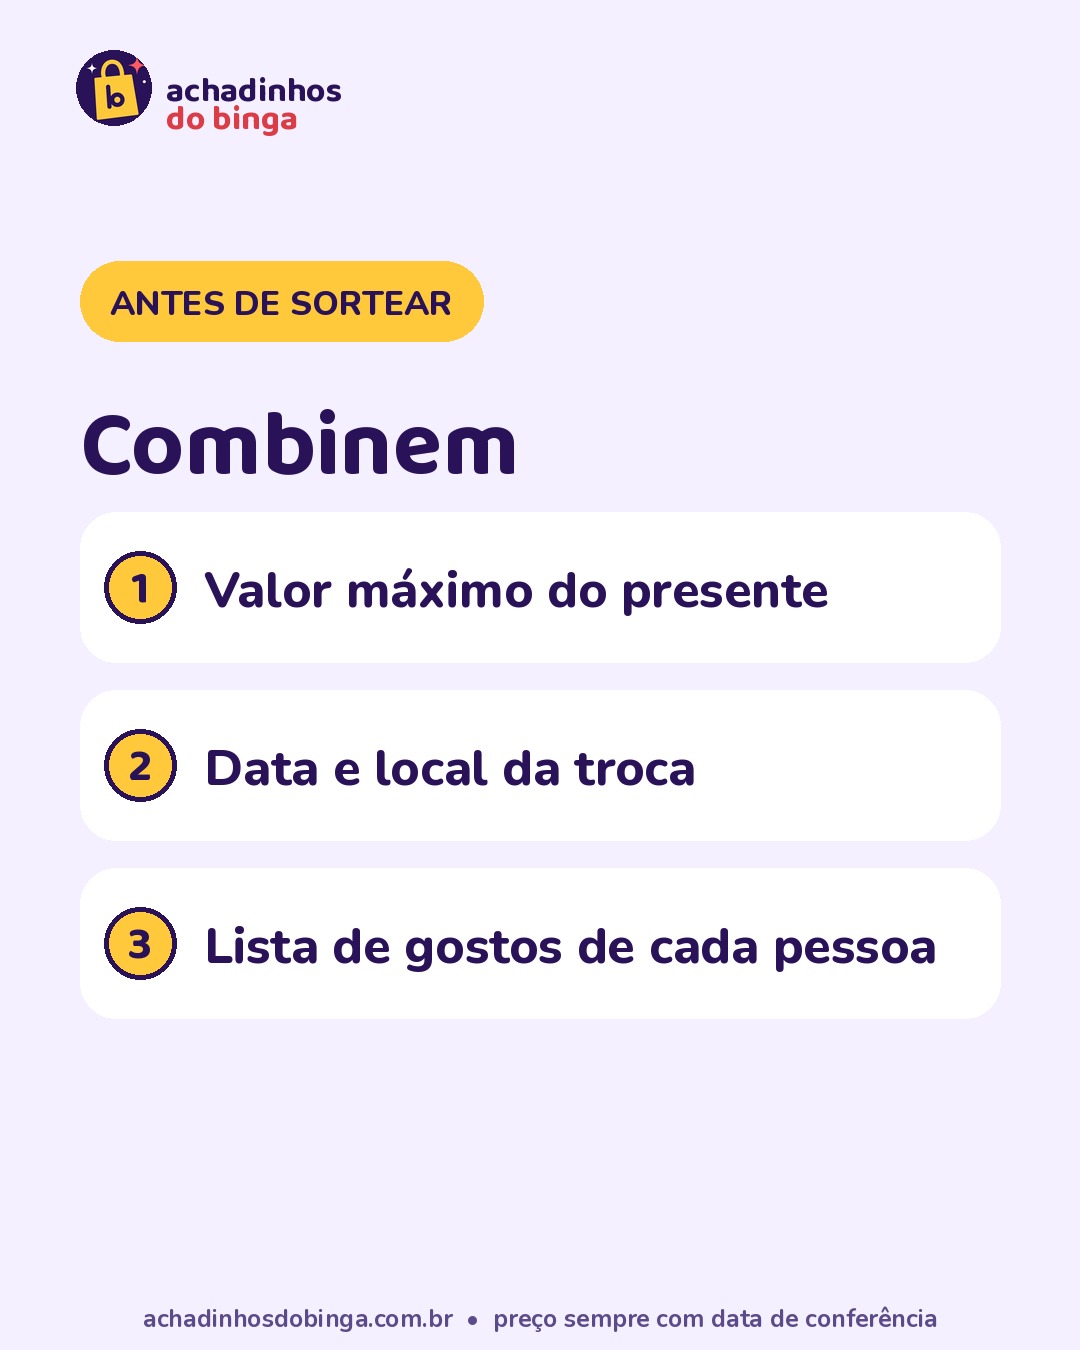 b
achadinhos
do binga
ANTES DE SORTEAR
Combinem
1 Valor máximo do presente
2 Data e local da troca
3 Lista de gostos de cada pessoa
achadinhosdobinga.com.br • preço sempre com data de conferência